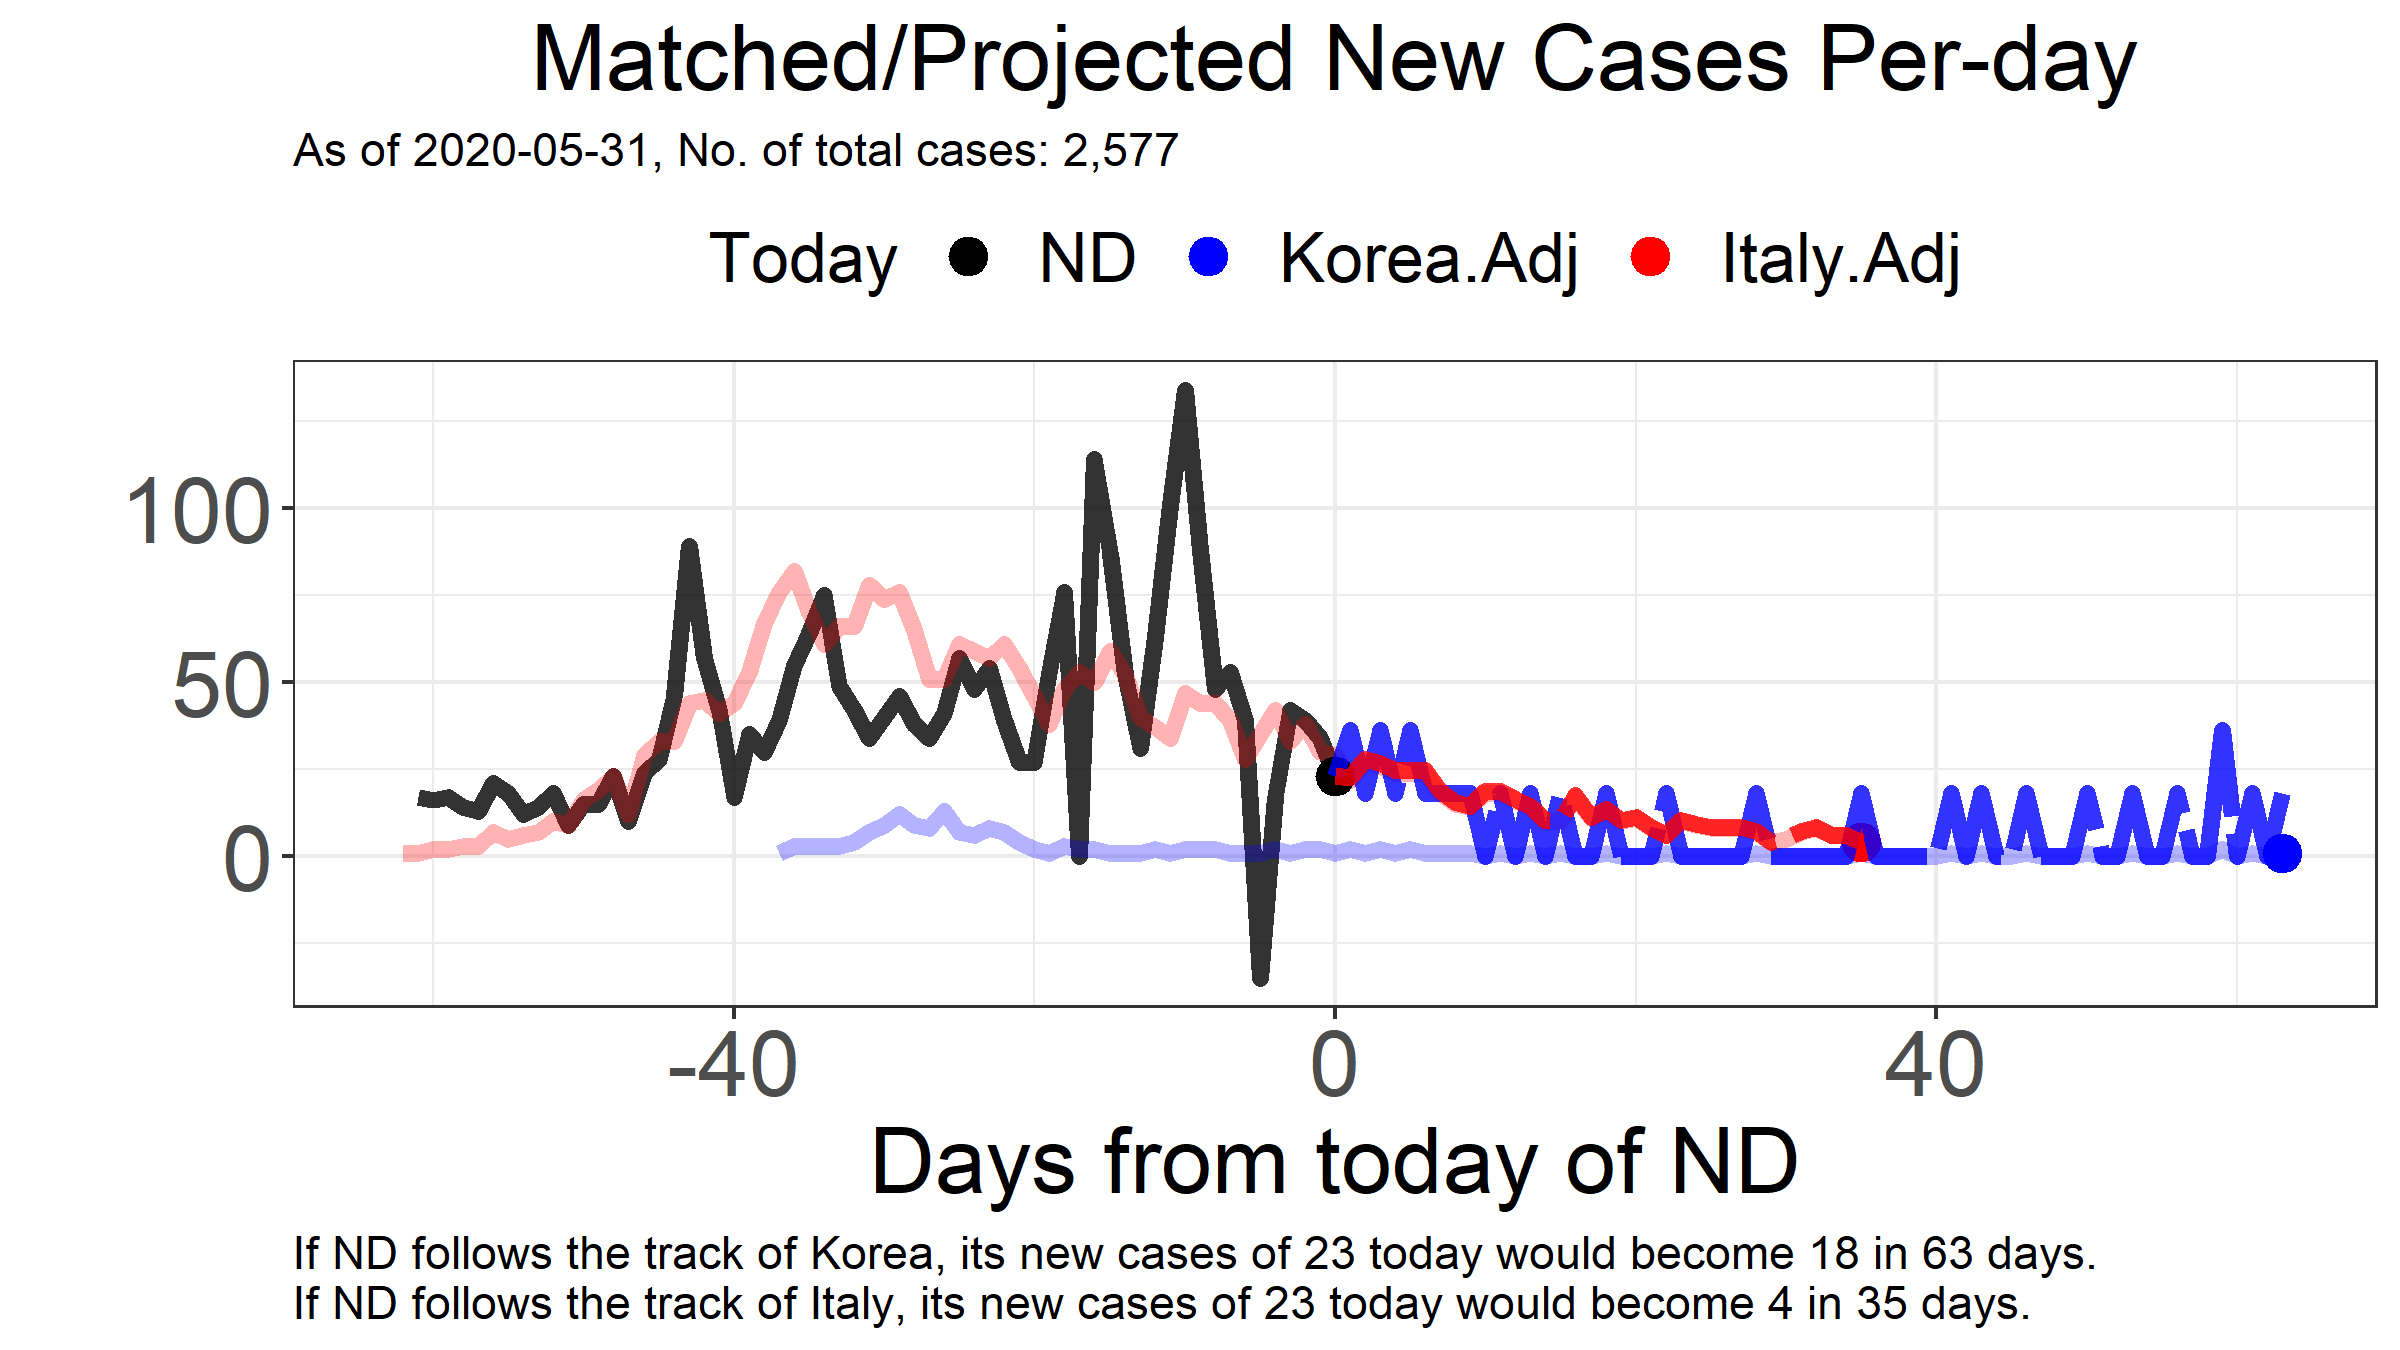 Matched/Projected New Cases Per-day
As of 2020-05-31, No. of total cases: 2,577
Today ND Korea.Adj Italy.Adj
100
50
0
-40 0 40
Days from today of ND
If ND follows the track of Korea, its new cases of 23 today would become 18 in 63 days.
If ND follows the track of Italy, its new cases of 23 today would become 4 in 35 days.